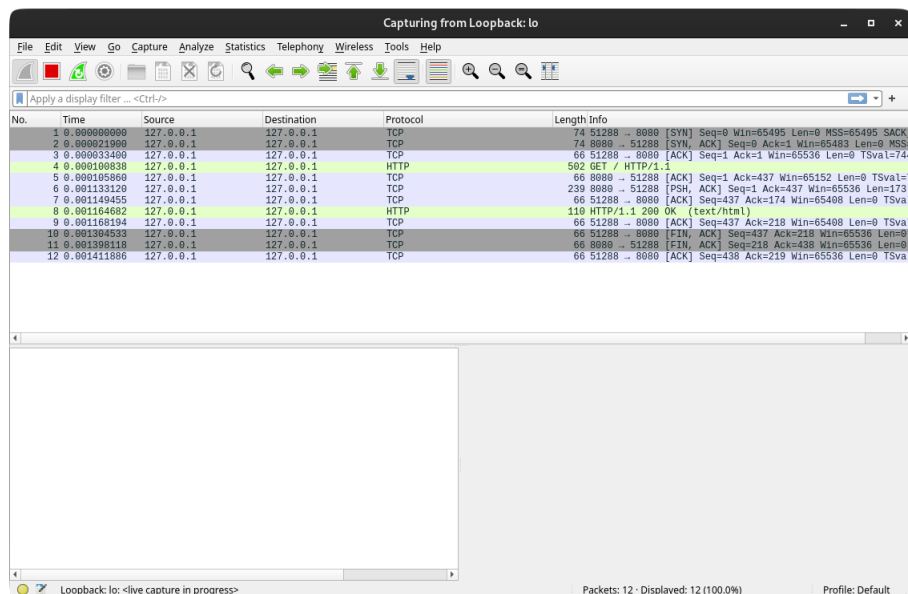 Capturing from Loopback: lo
File Edit View Go Capture Analyze Statistics Telephony Wireless Tools Help
Apply a display filter ... <Ctrl-/>
No. Time Source Destination Protocol Length Info
1 0.000000000 127.0.0.1 127.0.0.1 TCP 74 51288 → 8080 [SYN] Seq=0 Win=65495 Len=0 MSS=65495 SACK_
2 0.000021900 127.0.0.1 127.0.0.1 TCP 74 8080 → 51288 [SYN, ACK] Seq=0 Ack=1 Win=65483 Len=0 MSS=
3 0.000033400 127.0.0.1 127.0.0.1 TCP 66 51288 → 8080 [ACK] Seq=1 Ack=1 Win=65536 Len=0 TSval=74
4 0.000100838 127.0.0.1 127.0.0.1 HTTP 502 GET / HTTP/1.1
5 0.000105860 127.0.0.1 127.0.0.1 TCP 66 8080 → 51288 [ACK] Seq=1 Ack=437 Win=65152 Len=0 TSval=
6 0.001133120 127.0.0.1 127.0.0.1 TCP 239 8080 → 51288 [PSH, ACK] Seq=1 Ack=437 Win=65536 Len=173
7 0.001149455 127.0.0.1 127.0.0.1 TCP 66 51288 → 8080 [ACK] Seq=437 Ack=174 Win=65408 Len=0 TSva
8 0.001164682 127.0.0.1 127.0.0.1 HTTP 110 HTTP/1.1 200 OK (text/html)
9 0.001168194 127.0.0.1 127.0.0.1 TCP 66 51288 → 8080 [ACK] Seq=437 Ack=218 Win=65408 Len=0 TSva
10 0.001304533 127.0.0.1 127.0.0.1 TCP 66 51288 → 8080 [FIN, ACK] Seq=437 Ack=218 Win=65536 Len=0
11 0.001398118 127.0.0.1 127.0.0.1 TCP 66 8080 → 51288 [FIN, ACK] Seq=218 Ack=438 Win=65536 Len=0
12 0.001411886 127.0.0.1 127.0.0.1 TCP 66 51288 → 8080 [ACK] Seq=438 Ack=219 Win=65536 Len=0 TSva
Loopback: lo: <live capture in progress> Packets: 12 · Displayed: 12 (100.0%) Profile: Default